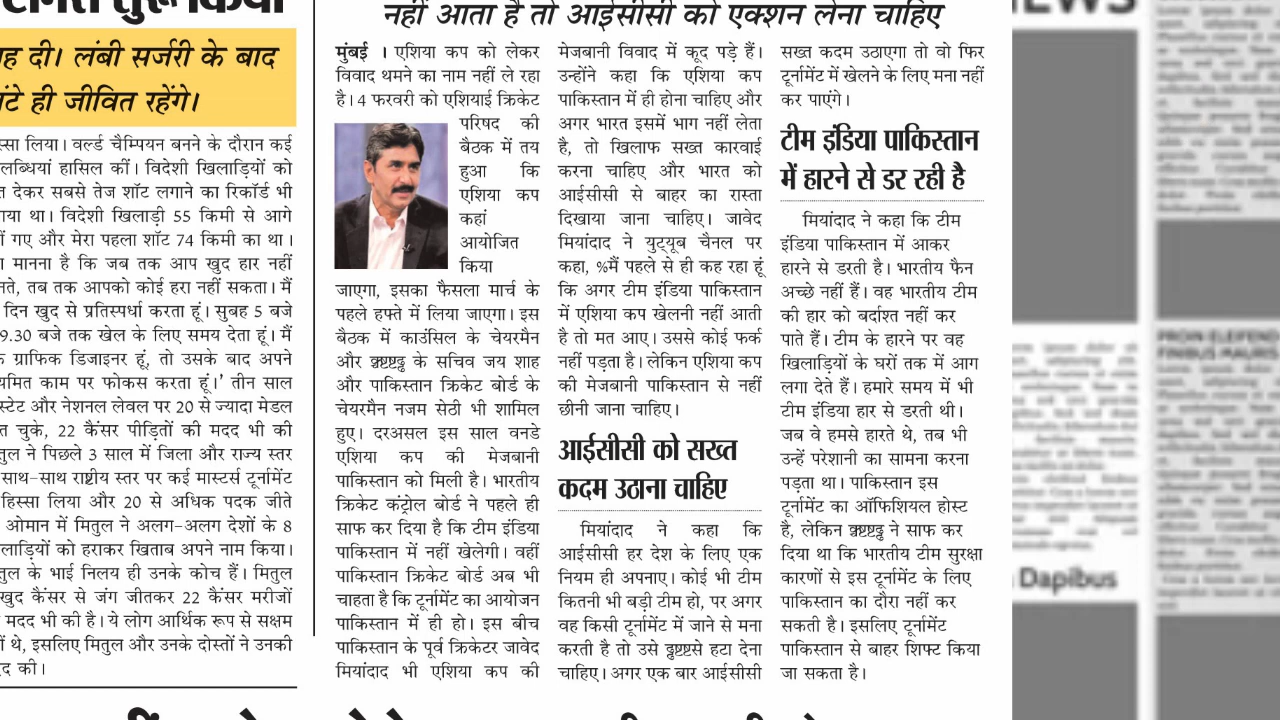 नहीं आता है तो आईसीसी को एक्शन लेना चाहिए
ह दी। लंबी सर्जरी के बाद
घंटे ही जीवित रहेंगे।
स्सा लिया। वर्ल्ड चैम्पियन बनने के दौरान कई
लब्धियां हासिल कीं। विदेशी खिलाड़ियों को
त देकर सबसे तेज शॉट लगाने का रिकॉर्ड भी
ाया था। विदेशी खिलाड़ी 55 किमी से आगे
ीं गए और मेरा पहला शॉट 74 किमी का था।
ा मानना है कि जब तक आप खुद हार नहीं
नते, तब तक आपको कोई हरा नहीं सकता। मैं
दिन खुद से प्रतिस्पर्धा करता हूं। सुबह 5 बजे
9.30 बजे तक खेल के लिए समय देता हूं। मैं
क ग्राफिक डिजाइनर हूं, तो उसके बाद अपने
यमित काम पर फोकस करता हूं।' तीन साल
स्टेट और नेशनल लेवल पर 20 से ज्यादा मेडल
त चुके, 22 कैंसर पीड़ितों की मदद भी की
तुल ने पिछले 3 साल में जिला और राज्य स्तर
साथ-साथ राष्ट्रीय स्तर पर कई मास्टर्स टूर्नामेंट
हिस्सा लिया और 20 से अधिक पदक जीते
ओमान में मितुल ने अलग-अलग देशों के 8
लाड़ियों को हराकर खिताब अपने नाम किया।
तुल के भाई निलय ही उनके कोच हैं। मितुल
खुद कैंसर से जंग जीतकर 22 कैंसर मरीजों
मदद भी की है। ये लोग आर्थिक रूप से सक्षम
ीं थे, इसलिए मितुल और उनके दोस्तों ने उनकी
द की।
मुंबई । एशिया कप को लेकर
विवाद थमने का नाम नहीं ले रहा
है। 4 फरवरी को एशियाई क्रिकेट
परिषद की
बैठक में तय
हुआ कि
एशिया कप
कहां
आयोजित
किया
जाएगा, इसका फैसला मार्च के
पहले हफ्ते में लिया जाएगा। इस
बैठक में काउंसिल के चेयरमैन
और के सचिव जय शाह
और पाकिस्तान क्रिकेट बोर्ड के
चेयरमैन नजम सेठी भी शामिल
हुए। दरअसल इस साल वनडे
एशिया कप की मेजबानी
पाकिस्तान को मिली है। भारतीय
क्रिकेट कंट्रोल बोर्ड ने पहले ही
साफ कर दिया है कि टीम इंडिया
पाकिस्तान में नहीं खेलेगी। वहीं
पाकिस्तान क्रिकेट बोर्ड अब भी
चाहता है कि टूर्नामेंट का आयोजन
पाकिस्तान में ही हो। इस बीच
पाकिस्तान के पूर्व क्रिकेटर जावेद
मियांदाद भी एशिया कप की
मेजबानी विवाद में कूद पड़े हैं।
उन्होंने कहा कि एशिया कप
पाकिस्तान में ही होना चाहिए और
अगर भारत इसमें भाग नहीं लेता
है, तो खिलाफ सख्त कारवाई
करना चाहिए और भारत को
आईसीसी से बाहर का रास्ता
दिखाया जाना चाहिए। जावेद
मियांदाद ने युट्यूब चैनल पर
कहा, %मैं पहले से ही कह रहा हूं
कि अगर टीम इंडिया पाकिस्तान
में एशिया कप खेलनी नहीं आती
है तो मत आए। उससे कोई फर्क
नहीं पड़ता है। लेकिन एशिया कप
की मेजबानी पाकिस्तान से नहीं
छीनी जाना चाहिए।
आईसीसी को सख्त
कदम उठाना चाहिए
मियांदाद ने कहा कि
आईसीसी हर देश के लिए एक
नियम ही अपनाए। कोई भी टीम
कितनी भी बड़ी टीम हो, पर अगर
वह किसी टूर्नामेंट में जाने से मना
करती है तो उसे हटा देना
चाहिए। अगर एक बार आईसीसी
सख्त कदम उठाएगा तो वो फिर
टूर्नामेंट में खेलने के लिए मना नहीं
कर पाएंगे।
टीम इंडिया पाकिस्तान
में हारने से डर रही है
मियांदाद ने कहा कि टीम
इंडिया पाकिस्तान में आकर
हारने से डरती है। भारतीय फैन
अच्छे नहीं हैं। वह भारतीय टीम
की हार को बर्दाश्त नहीं कर
पाते हैं। टीम के हारने पर वह
खिलाड़ियों के घरों तक में आग
लगा देते हैं। हमारे समय में भी
टीम इंडिया हार से डरती थी।
जब वे हमसे हारते थे, तब भी
उन्हें परेशानी का सामना करना
पड़ता था। पाकिस्तान इस
टूर्नामेंट का ऑफिशियल होस्ट
है, लेकिन ने साफ कर
दिया था कि भारतीय टीम सुरक्षा
कारणों से इस टूर्नामेंट के लिए
पाकिस्तान का दौरा नहीं कर
सकती है। इसलिए टूर्नामेंट
पाकिस्तान से बाहर शिफ्ट किया
जा सकता है।
Dapibus